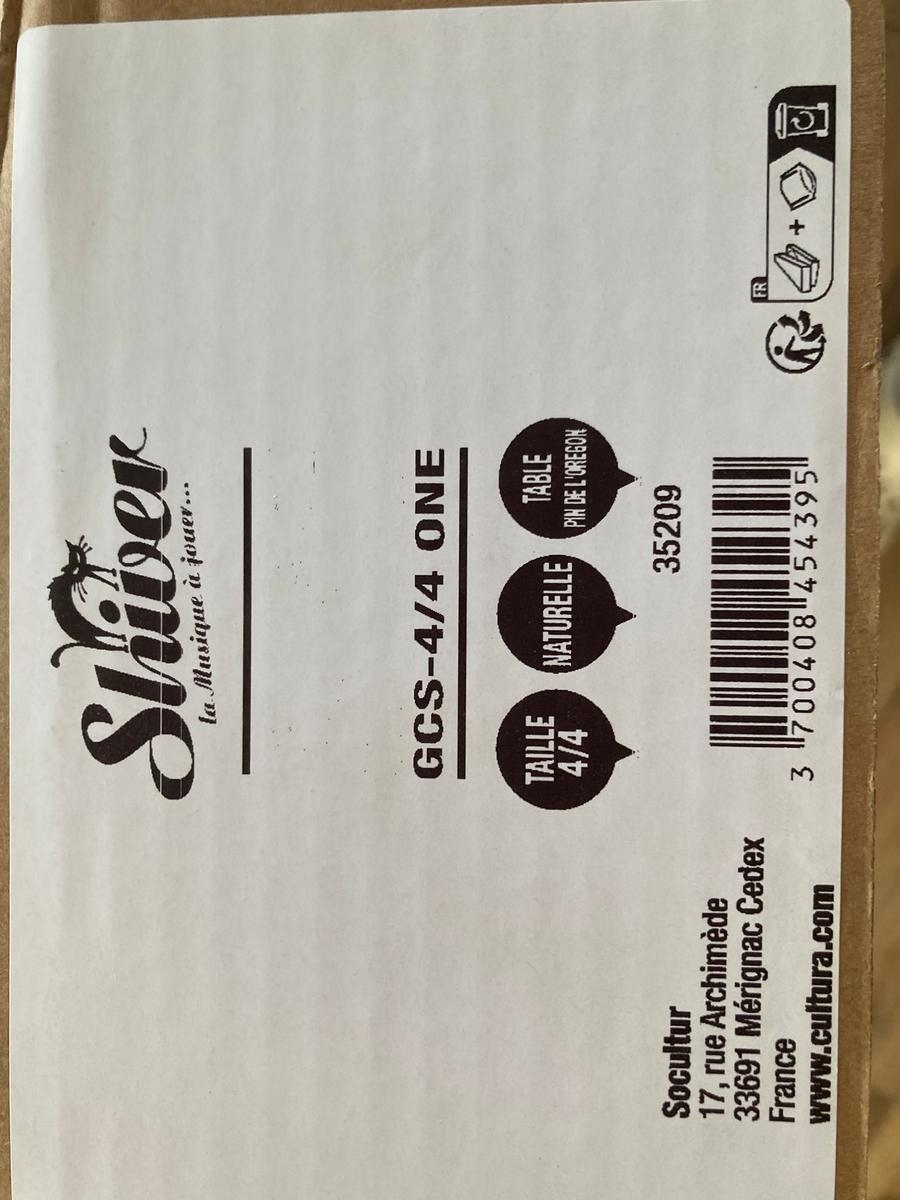 Shiver
la Musique à jouer...
GCS-4/4 ONE
TAILLE
4/4
NATURELLE
TABLE
PIN DE L'OREGON
35209
3 700408 454395
Socultur
17, rue Archimède
33691 Mérignac Cedex
France
www.cultura.com
FR
+